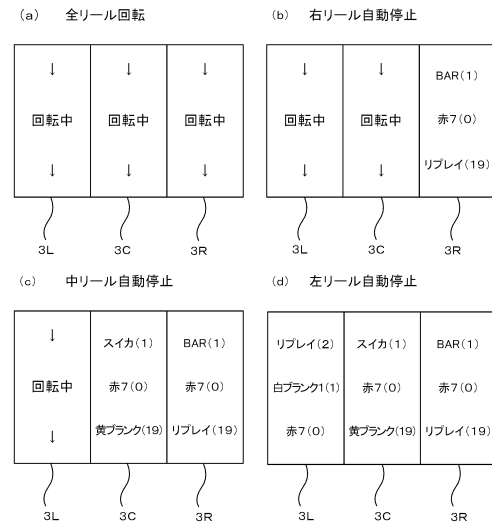 (a) 全リール回転
↓ ↓ ↓
回転中 回転中 回転中
↓ ↓ ↓
3L 3C 3R
(b) 右リール自動停止
↓ ↓ BAR(1)
回転中 回転中 赤7(0)
↓ ↓ リプレイ(19)
3L 3C 3R
(c) 中リール自動停止
↓ スイカ(1) BAR(1)
回転中 赤7(0) 赤7(0)
↓ 黄ブランク(19) リプレイ(19)
3L 3C 3R
(d) 左リール自動停止
リプレイ(2) スイカ(1) BAR(1)
白ブランク1(1) 赤7(0) 赤7(0)
赤7(0) 黄ブランク(19) リプレイ(19)
3L 3C 3R